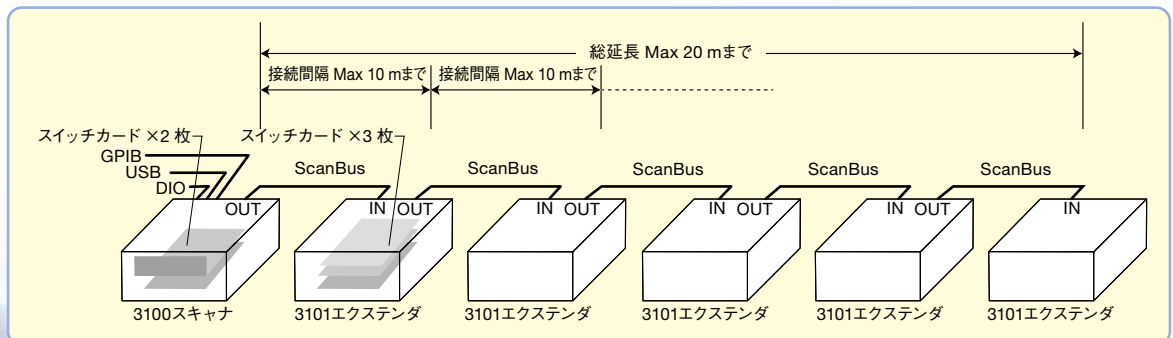 総延長 Max 20 mまで
接続間隔 Max 10 mまで 接続間隔 Max 10 mまで
スイッチカード ×2 枚 スイッチカード ×3 枚
GPIB
USB
DIO
ScanBus ScanBus ScanBus ScanBus ScanBus
OUT IN OUT IN OUT IN OUT IN OUT IN
3100スキャナ 3101エクステンダ 3101エクステンダ 3101エクステンダ 3101エクステンダ 3101エクステンダ